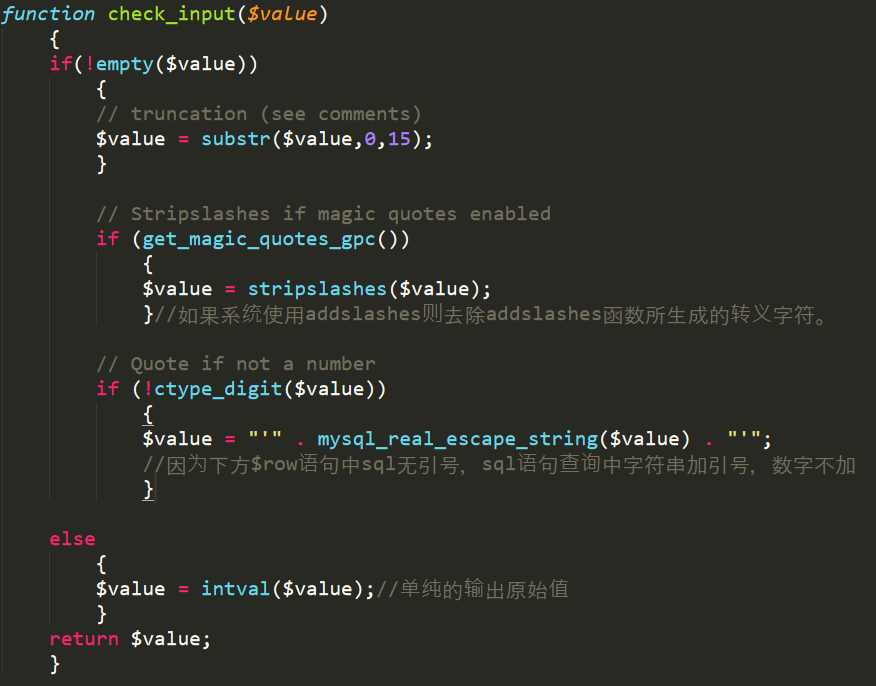 function check_input($value)
    {
    if(!empty($value))
        {
        // truncation (see comments)
        $value = substr($value,0,15);
        }

        // Stripslashes if magic quotes enabled
        if (get_magic_quotes_gpc())
            {
            $value = stripslashes($value);
            }//如果系统使用addslashes则去除addslashes函数所生成的转义字符。

        // Quote if not a number
        if (!ctype_digit($value))
            {
            $value = "'" . mysql_real_escape_string($value) . "'";
            //因为下方$row语句中sql无引号，sql语句查询中字符串加引号，数字不加
            }

    else
        {
        $value = intval($value);//单纯的输出原始值
        }
    return $value;
    }